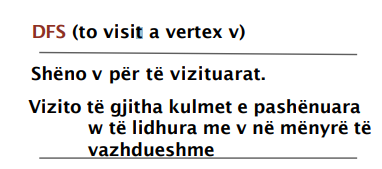 DFS (to visit a vertex v)
Shëno v për të vizituarat.
Vizito të gjitha kulmet e pashënuara
w të lidhura me v në mënyrë të
vazhdueshme